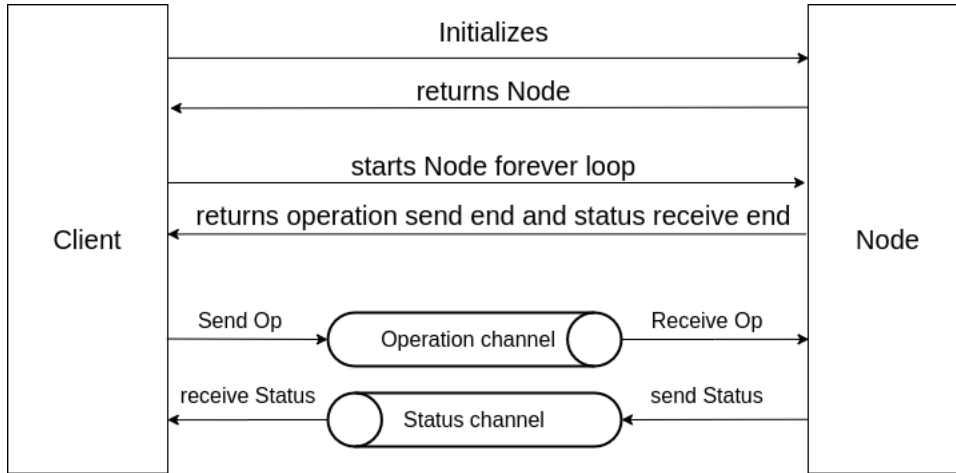 Initializes
returns Node
starts Node forever loop
returns operation send end and status receive end
Client
Node
Send Op
Operation channel
Receive Op
receive Status
Status channel
send Status